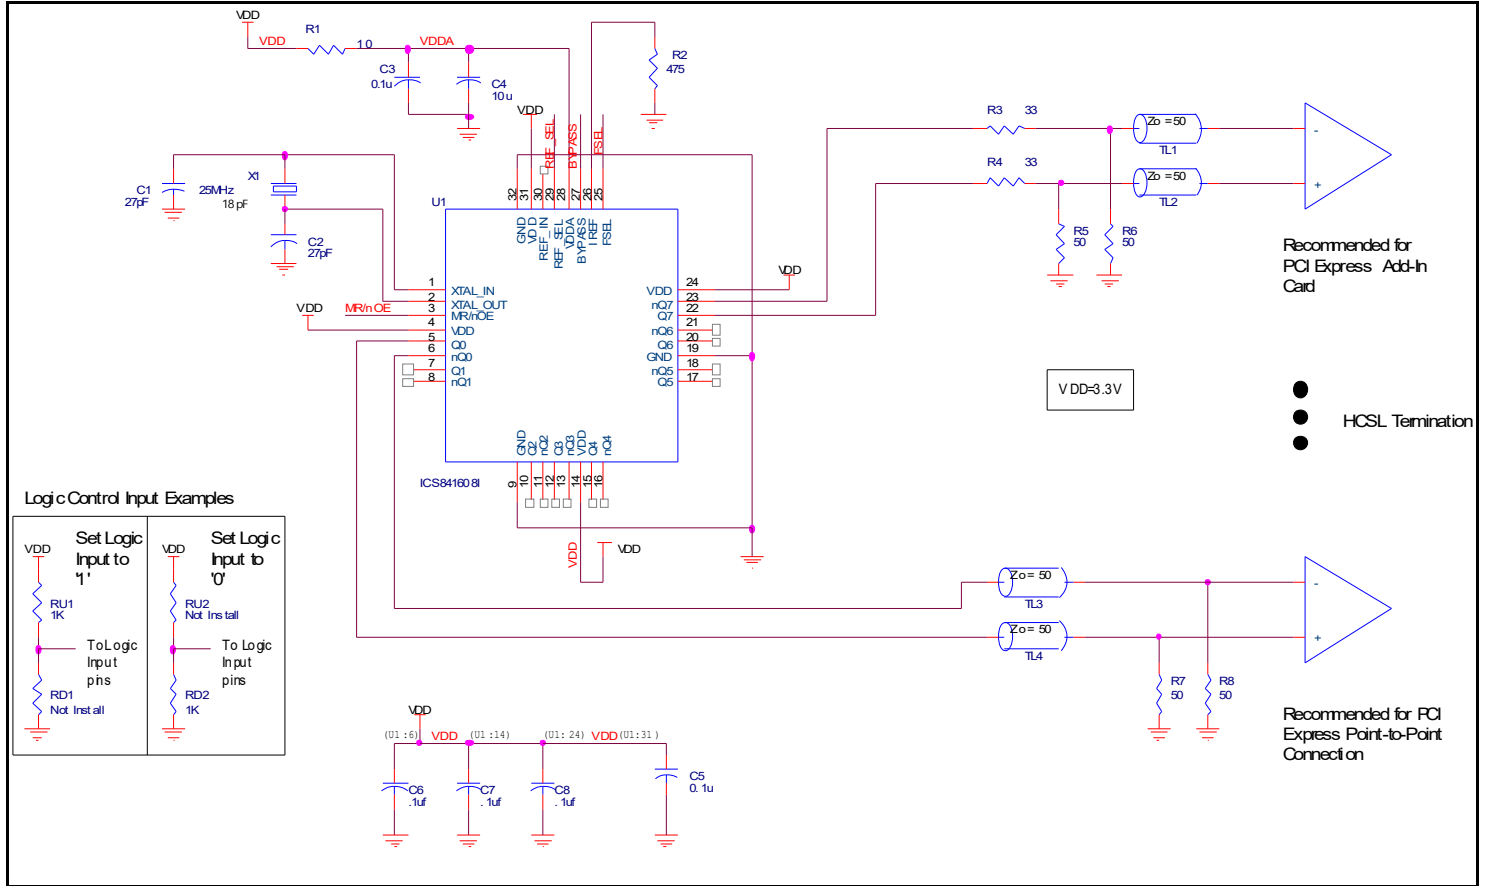 VDD
VDD
R1
10
VDDA
C3
0.1u
C4
10u
R2
475
VDD
REF_SEL
BYPASS
FSEL
R3 33
R4 33
Zo = 50
TL1
Zo = 50
TL2
-
+
R5
50
R6
50
Recommended for
PCI Express Add-In
Card
C1
27pF
25MHz
X1
18pF
C2
27pF
U1
32
31
30
29
28
27
26
25
GND
VDD
REF_IN
REF_SEL
VDDA
BYPASS
IREF
FSEL
1
2
3
4
5
6
7
8
XTAL_IN
XTAL_OUT
MR/nOE
VDD
Q0
nQ0
Q1
nQ1
VDD
MR/nOE
VDD
nQ7
Q7
nQ6
Q6
GND
nQ5
Q5
24
23
22
21
20
19
18
17
VDD
GND
Q2
nQ2
Q3
nQ3
VDD
Q4
nQ4
9
10
11
12
13
14
15
16
ICS841608I
VDD
VDD
VDD=3.3V
HCSL Termination
Logic Control Input Examples
Set Logic
Input to
'1'
VDD
RU1
1K
To Logic
Input
pins
RD1
Not Install
Set Logic
Input to
'0'
VDD
RU2
Not Install
To Logic
Input
pins
RD2
1K
Zo = 50
TL3
Zo = 50
TL4
-
+
R7
50
R8
50
Recommended for PCI
Express Point-to-Point
Connection
VDD
(U1:6) VDD (U1:14) (U1:24) VDD (U1:31)
C6
.1uf
C7
.1uf
C8
.1uf
C5
0.1u